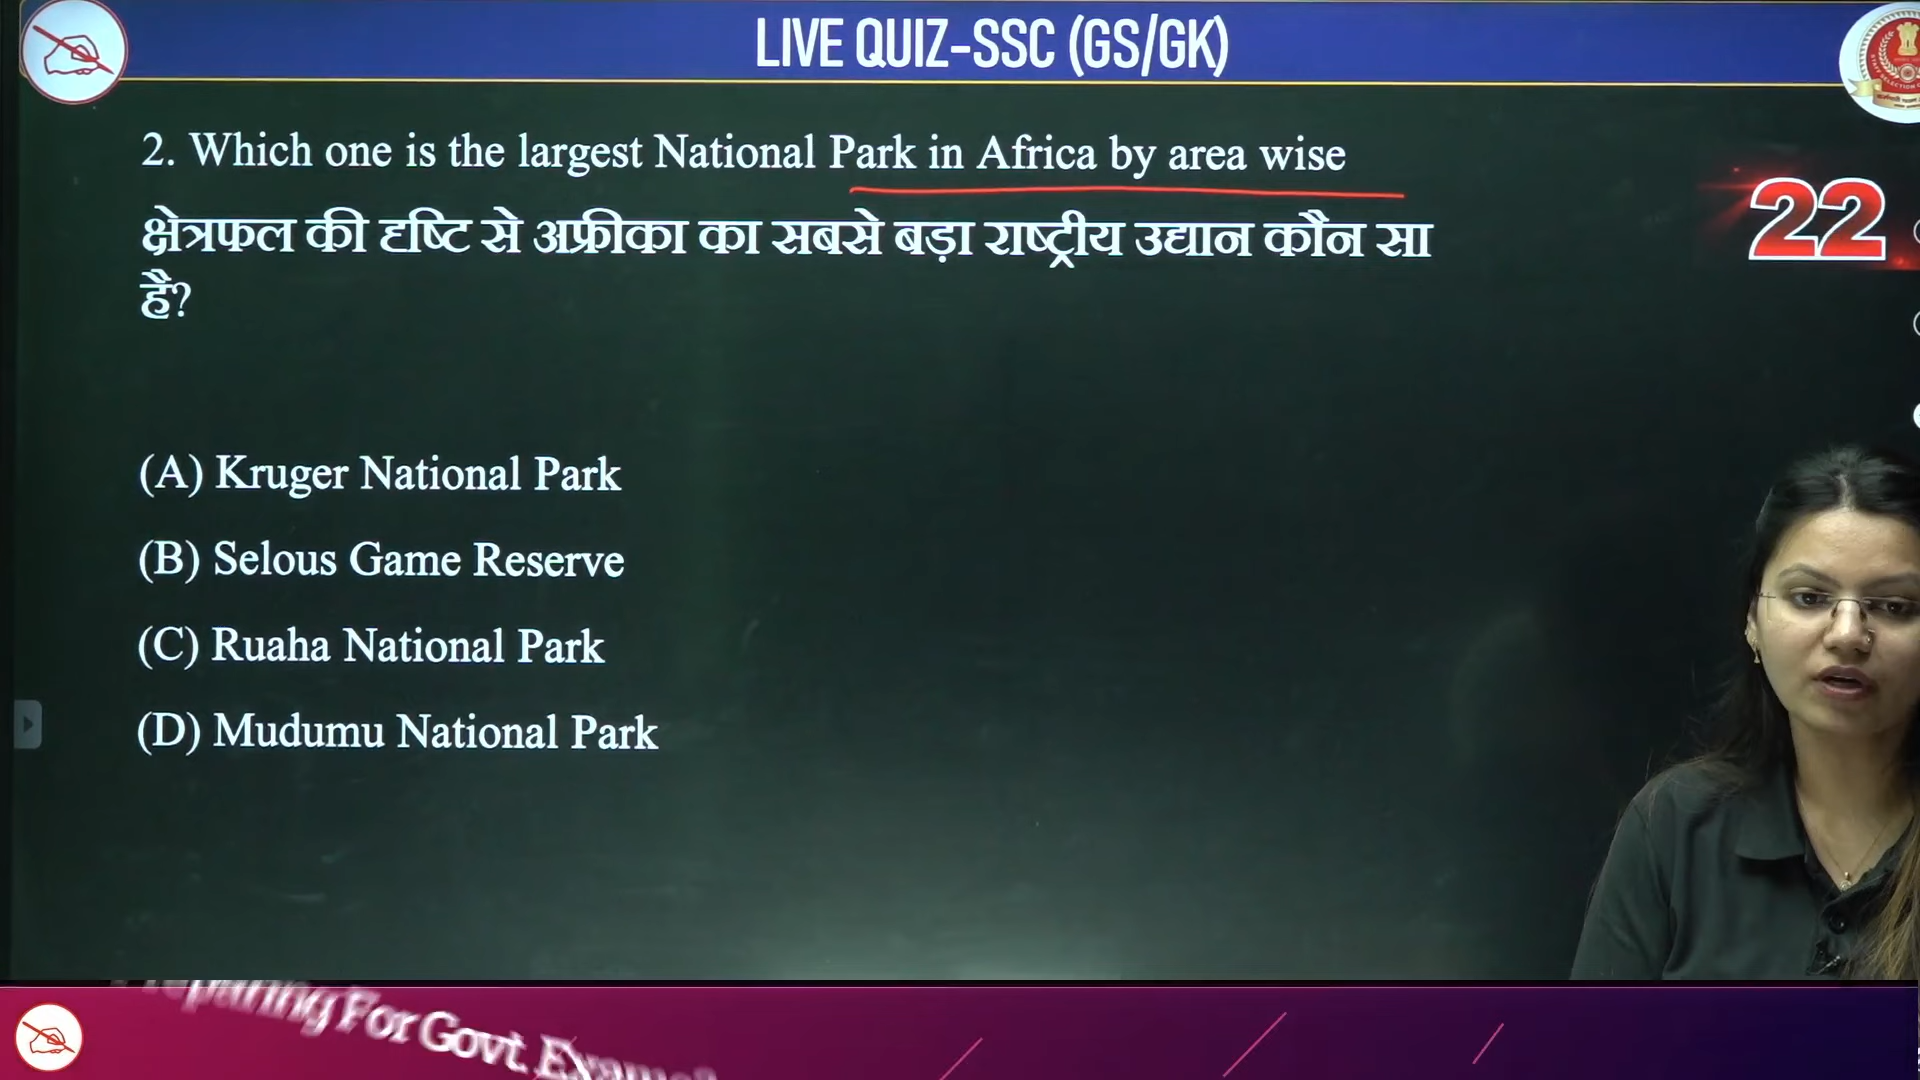 LIVE QUIZ-SSC (GS/GK)
2. Which one is the largest National Park in Africa by area wise
22
क्षेत्रफल की दृष्टि से अफ्रीका का सबसे बड़ा राष्ट्रीय उद्यान कौन सा
है?
(A) Kruger National Park
(B) Selous Game Reserve
(C) Ruaha National Park
(D) Mudumu National Park
Preparing For Govt. Exams?